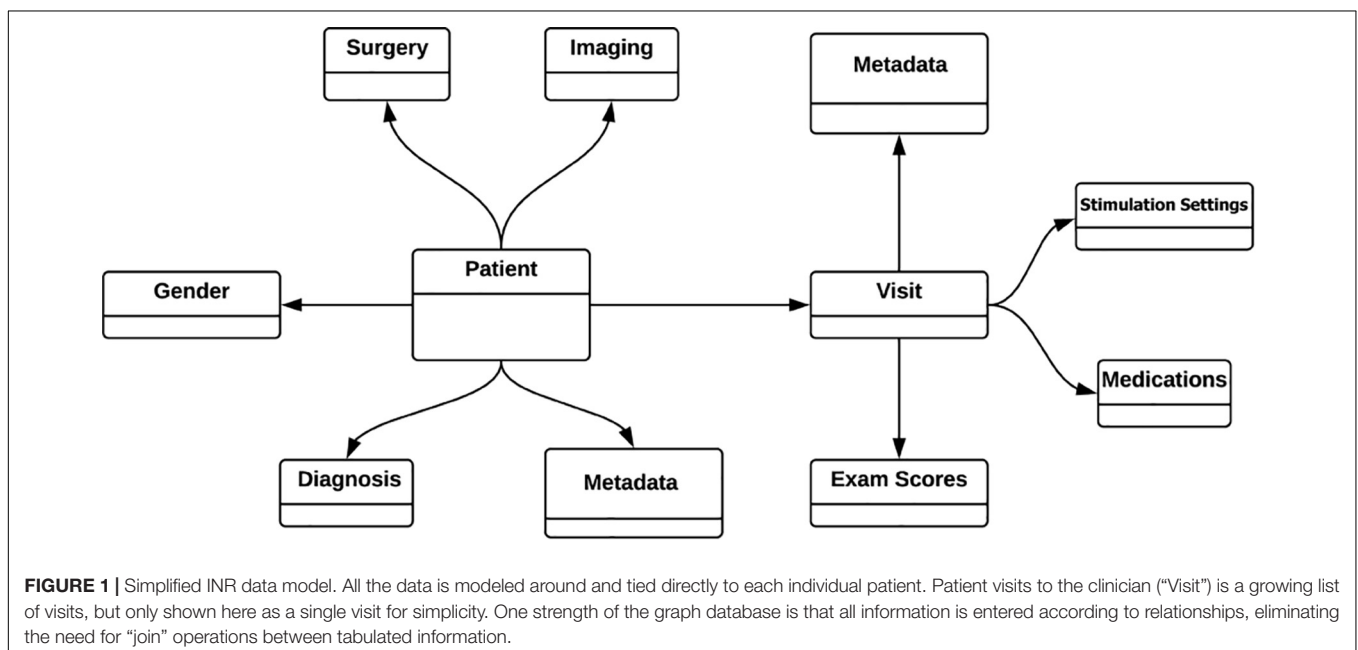 Surgery
Imaging
Metadata
Stimulation Settings
Patient
Gender
Visit
Medications
Diagnosis
Metadata
Exam Scores
FIGURE 1 | Simplified INR data model. All the data is modeled around and tied directly to each individual patient. Patient visits to the clinician (“Visit”) is a growing list
of visits, but only shown here as a single visit for simplicity. One strength of the graph database is that all information is entered according to relationships, eliminating
the need for “join” operations between tabulated information.